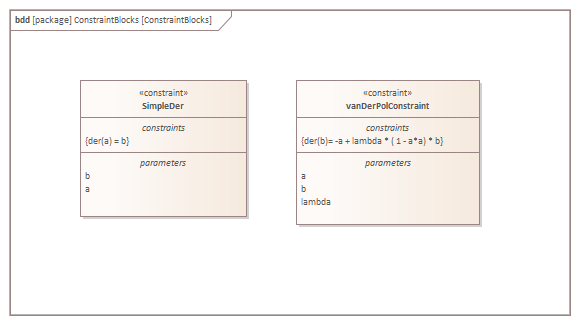 bdd [package] ConstraintBlocks [ConstraintBlocks]
«constraint»
SimpleDer
constraints
{der(a) = b}
parameters
b
a
«constraint»
vanDerPolConstraint
constraints
{der(b)= -a + lambda * ( 1 - a*a) * b}
parameters
a
b
lambda